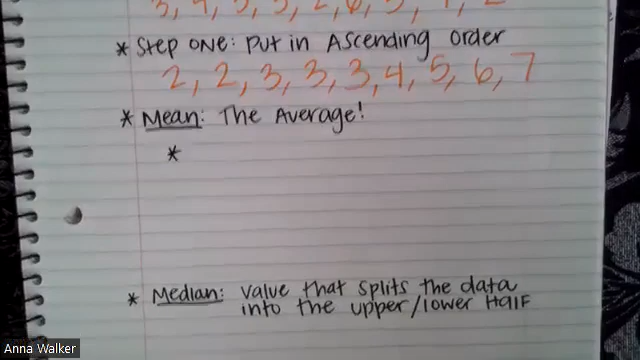 * Step One: Put in Ascending Order
2, 2, 3, 3, 3, 4, 5, 6, 7
* Mean: The Average!
*
* Median: Value that splits the data
into the upper/lower Half
Anna Walker